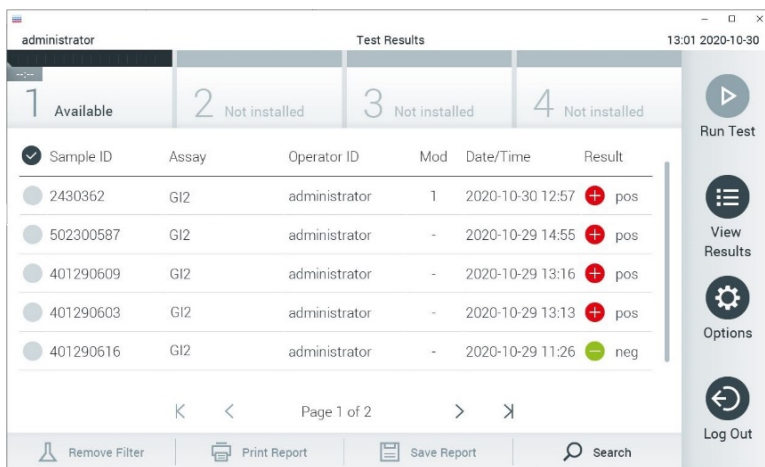 administrator Test Results 13:01 2020-10-30
--:--
1 Available 2 Not installed 3 Not installed 4 Not installed
Run Test
Sample ID Assay Operator ID Mod Date/Time Result
2430362 GI2 administrator 1 2020-10-30 12:57 pos
502300587 GI2 administrator - 2020-10-29 14:55 pos
View
Results
401290609 GI2 administrator - 2020-10-29 13:16 pos
401290603 GI2 administrator - 2020-10-29 13:13 pos
Options
401290616 GI2 administrator - 2020-10-29 11:26 neg
Page 1 of 2
Log Out
Remove Filter Print Report Save Report Search